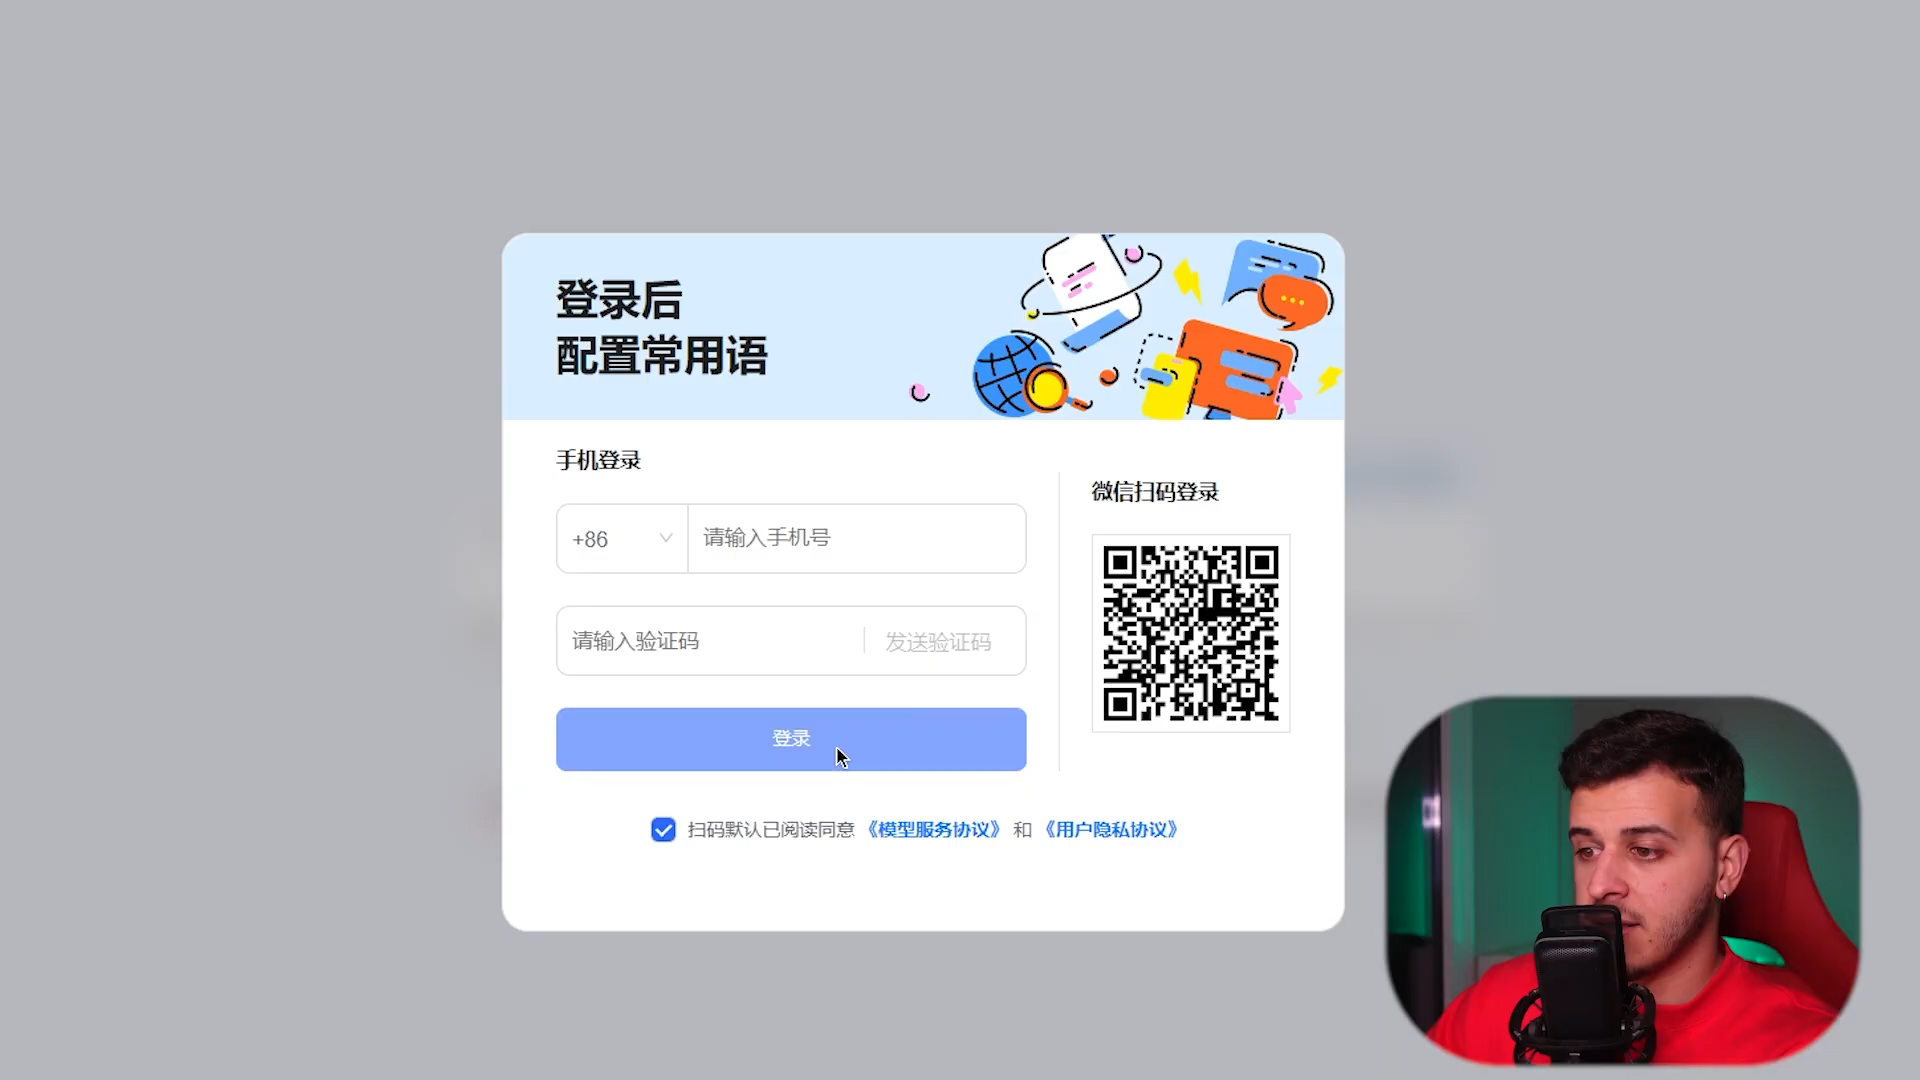 登录后
配置常用语
手机登录
+86
请输入手机号
请输入验证码
发送验证码
登录
微信扫码登录
扫码默认已阅读同意《模型服务协议》 和 《用户隐私协议》